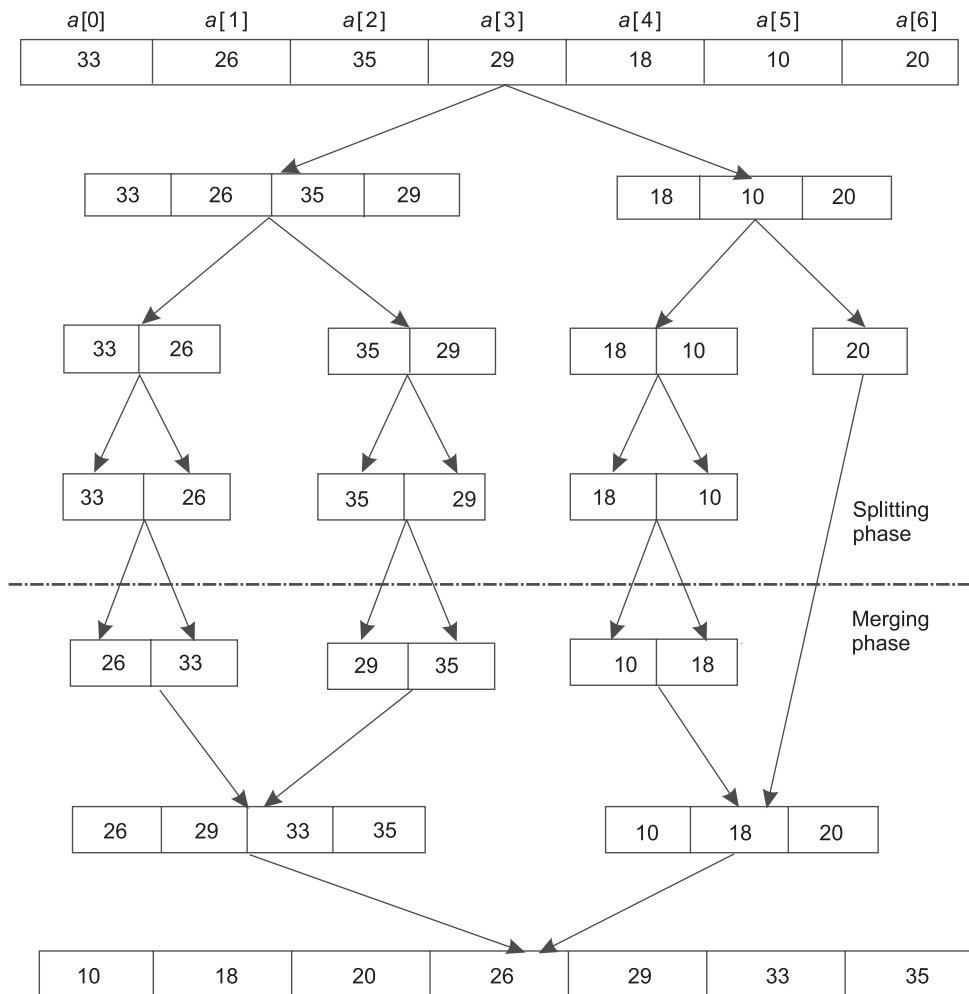 a[0] a[1] a[2] a[3] a[4] a[5] a[6]
33 26 35 29 18 10 20
33 26 35 29 18 10 20
33 26 35 29 18 10 20
33 26 35 29 18 10
Splitting
phase
Merging
phase
26 33 29 35 10 18
26 29 33 35 10 18 20
10 18 20 26 29 33 35